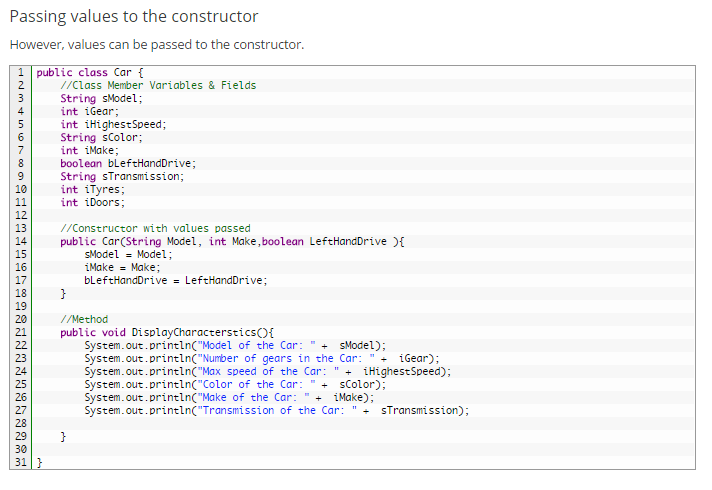 Passing values to the constructor
However, values can be passed to the constructor.
1 public class Car {
2 //Class Member Variables & Fields
3 String sModel;
4 int iGear;
5 int iHighestSpeed;
6 String sColor;
7 int iMake;
8 boolean bLeftHandDrive;
9 String sTransmission;
10 int iTyres;
11 int iDoors;
12
13 //Constructor with values passed
14 public Car(String Model, int Make,boolean LeftHandDrive ){
15 sModel = Model;
16 iMake = Make;
17 bLeftHandDrive = LeftHandDrive;
18 }
19
20 //Method
21 public void DisplayCharacterstics(){
22 System.out.println("Model of the Car: " + sModel);
23 System.out.println("Number of gears in the Car: " + iGear);
24 System.out.println("Max speed of the Car: " + iHighestSpeed);
25 System.out.println("Color of the Car: " + sColor);
26 System.out.println("Make of the Car: " + iMake);
27 System.out.println("Transmission of the Car: " + sTransmission);
28
29 }
30
31 }